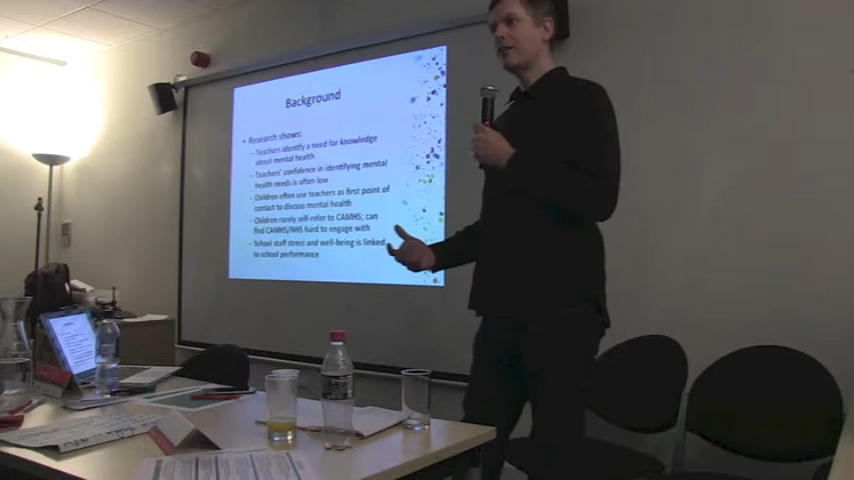 Background
• Research shows:
– Teachers identify a need for knowledge
about mental health
– Teachers' confidence in identifying mental
health needs is often low
– Children often use teachers as first point of
contact to discuss mental health
– Children rarely self-refer to CAMHS; can
find CAMHS/NHS hard to engage with
– School staff stress and well-being is linked
to school performance